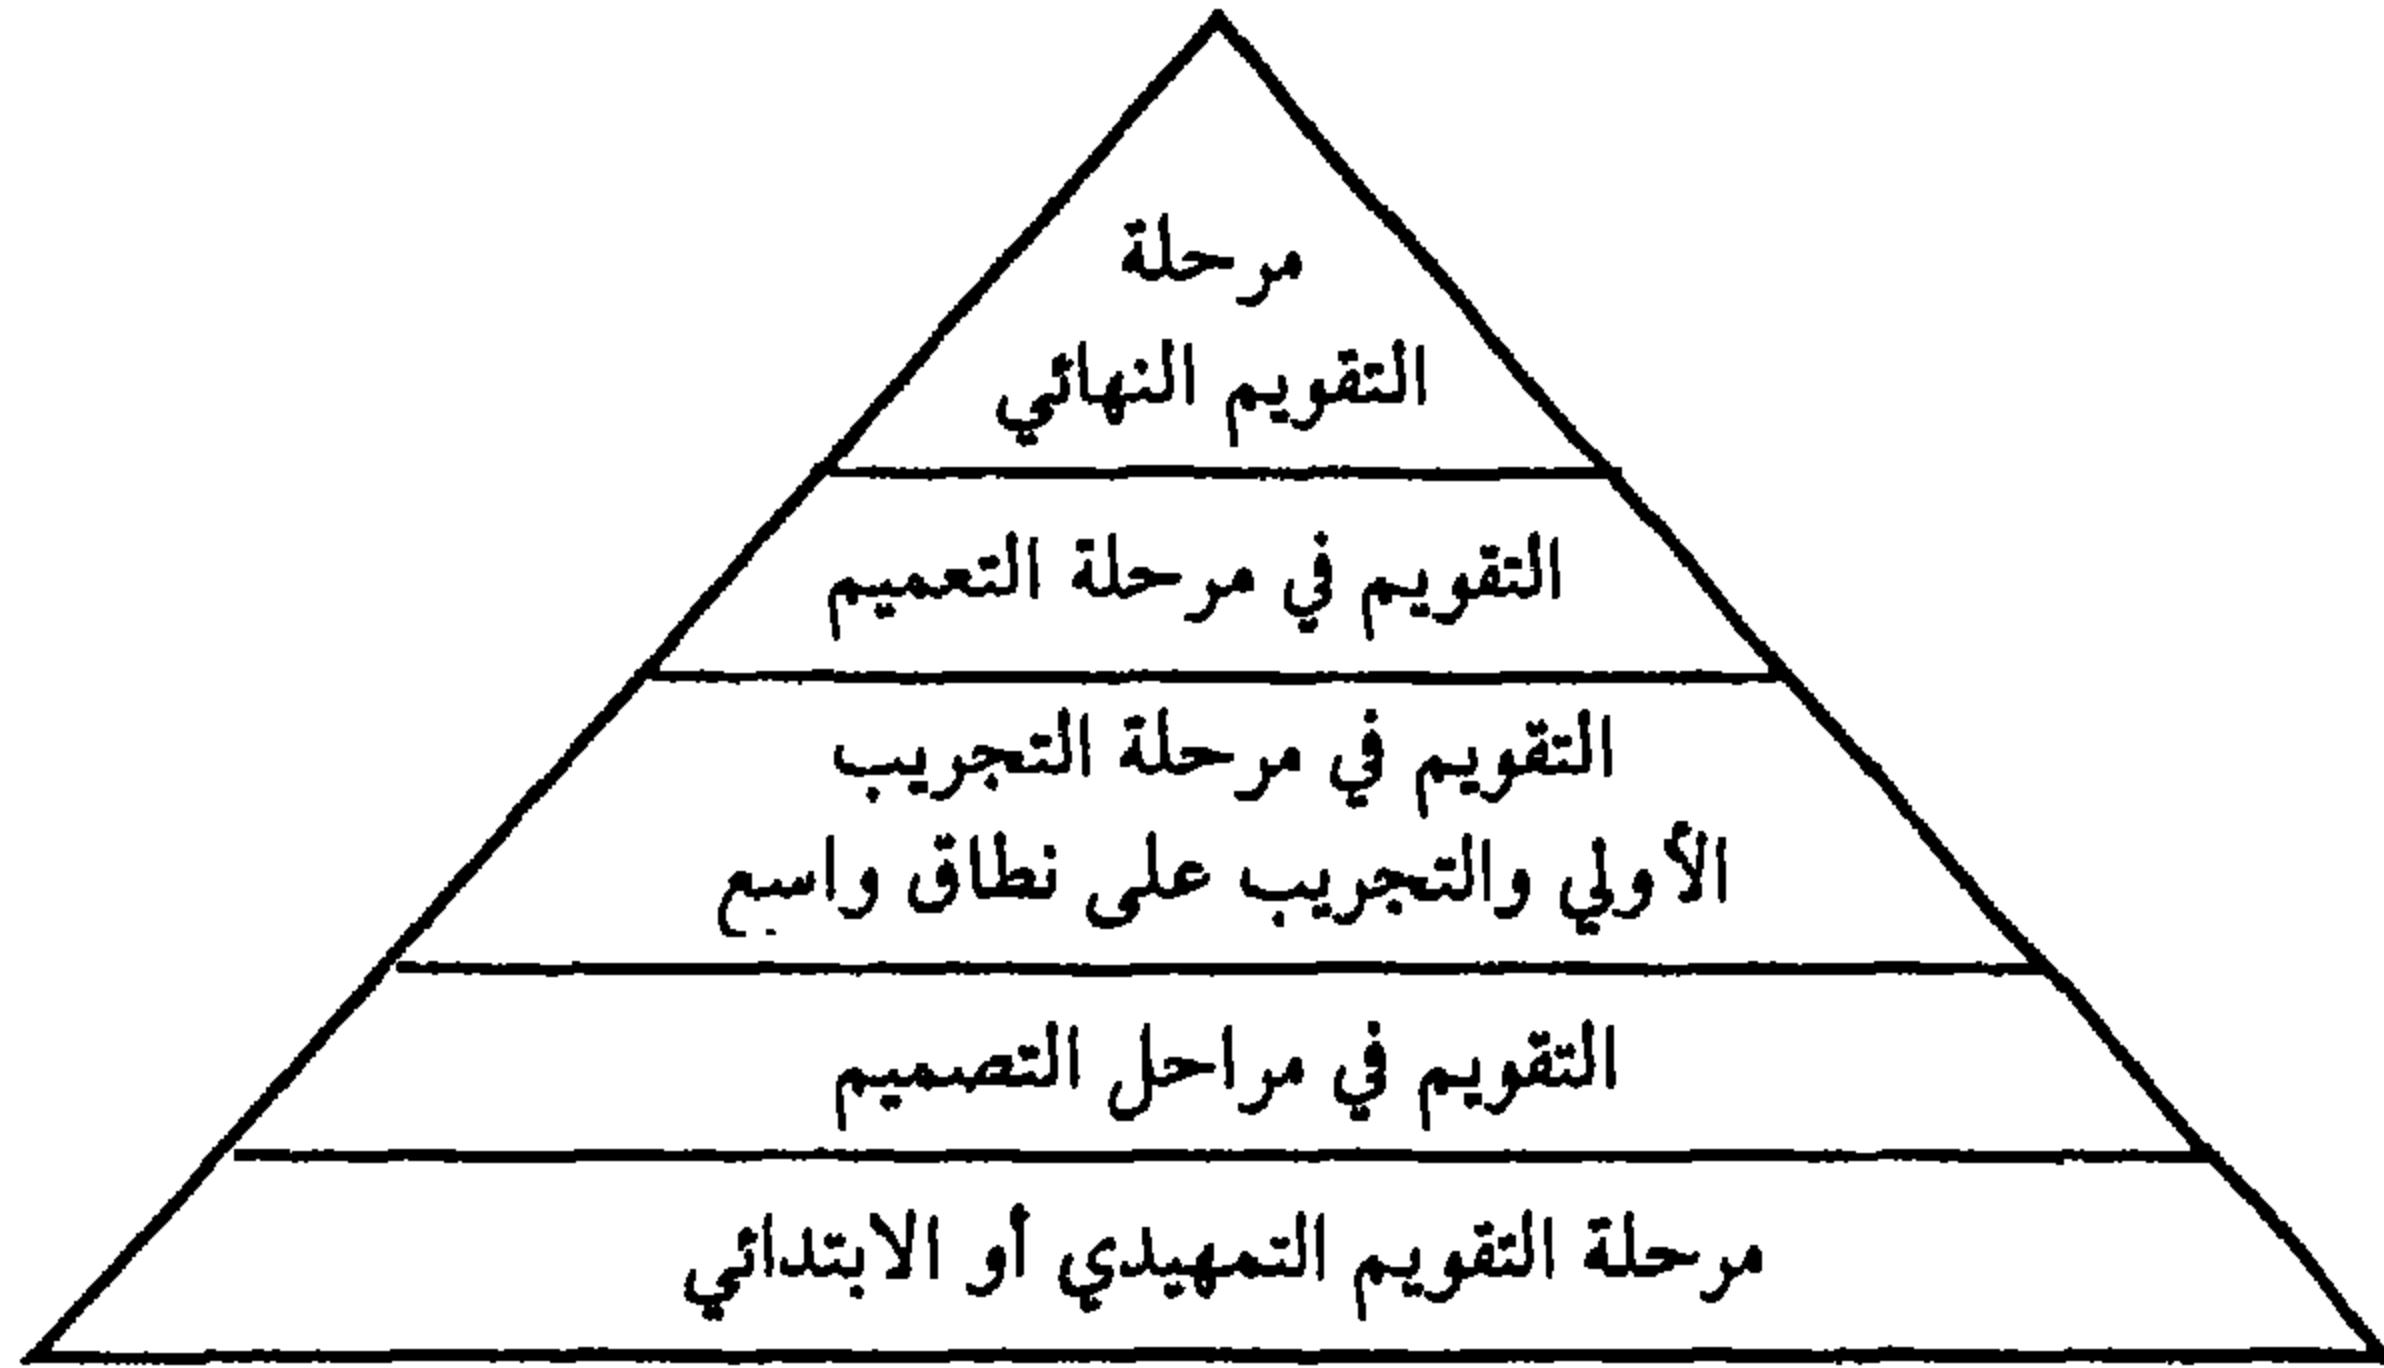 مرحلة
التقويم النهائي
التقويم في مرحلة التعميم
التقويم في مرحلة التجريب
الأولي والتجريب على نطاق واسع
التقويم في مراحل التصميم
مرحلة التقويم التمهيدي أو الابتدائي